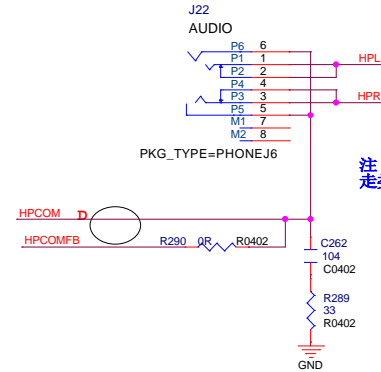 J22
AUDIO
P6 6
P1 1
P2 2
P4 4
P3 3
P5 5
M1 7
M2 8
HPL
HPR
PKG_TYPE=PHONEJ6
注
HPCOM D
HPCOMFB R290 0R R0402
C262
104
C0402
R289
33
R0402
GND